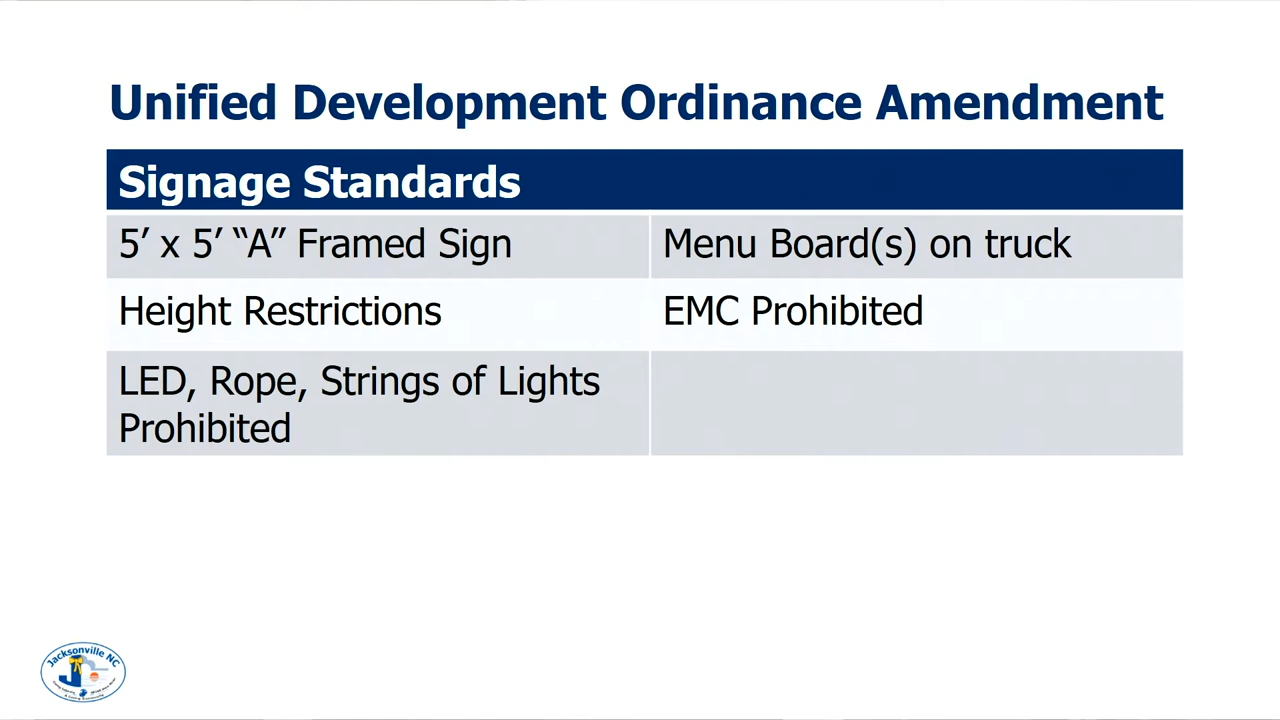 Unified Development Ordinance Amendment
Signage Standards
5’ x 5’ “A” Framed Sign
Menu Board(s) on truck
Height Restrictions
EMC Prohibited
LED, Rope, Strings of Lights
Prohibited
Jacksonville NC